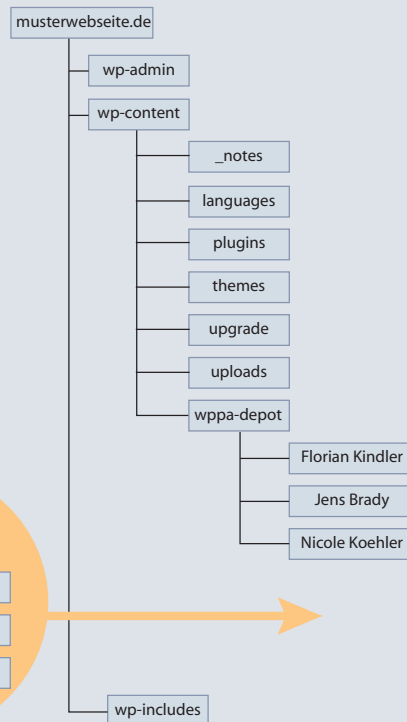 musterwebseite.de
wp-admin
wp-content
_notes
languages
plugins
themes
upgrade
uploads
wppa-depot
Florian Kindler
Jens Brady
Nicole Koehler
wp-includes